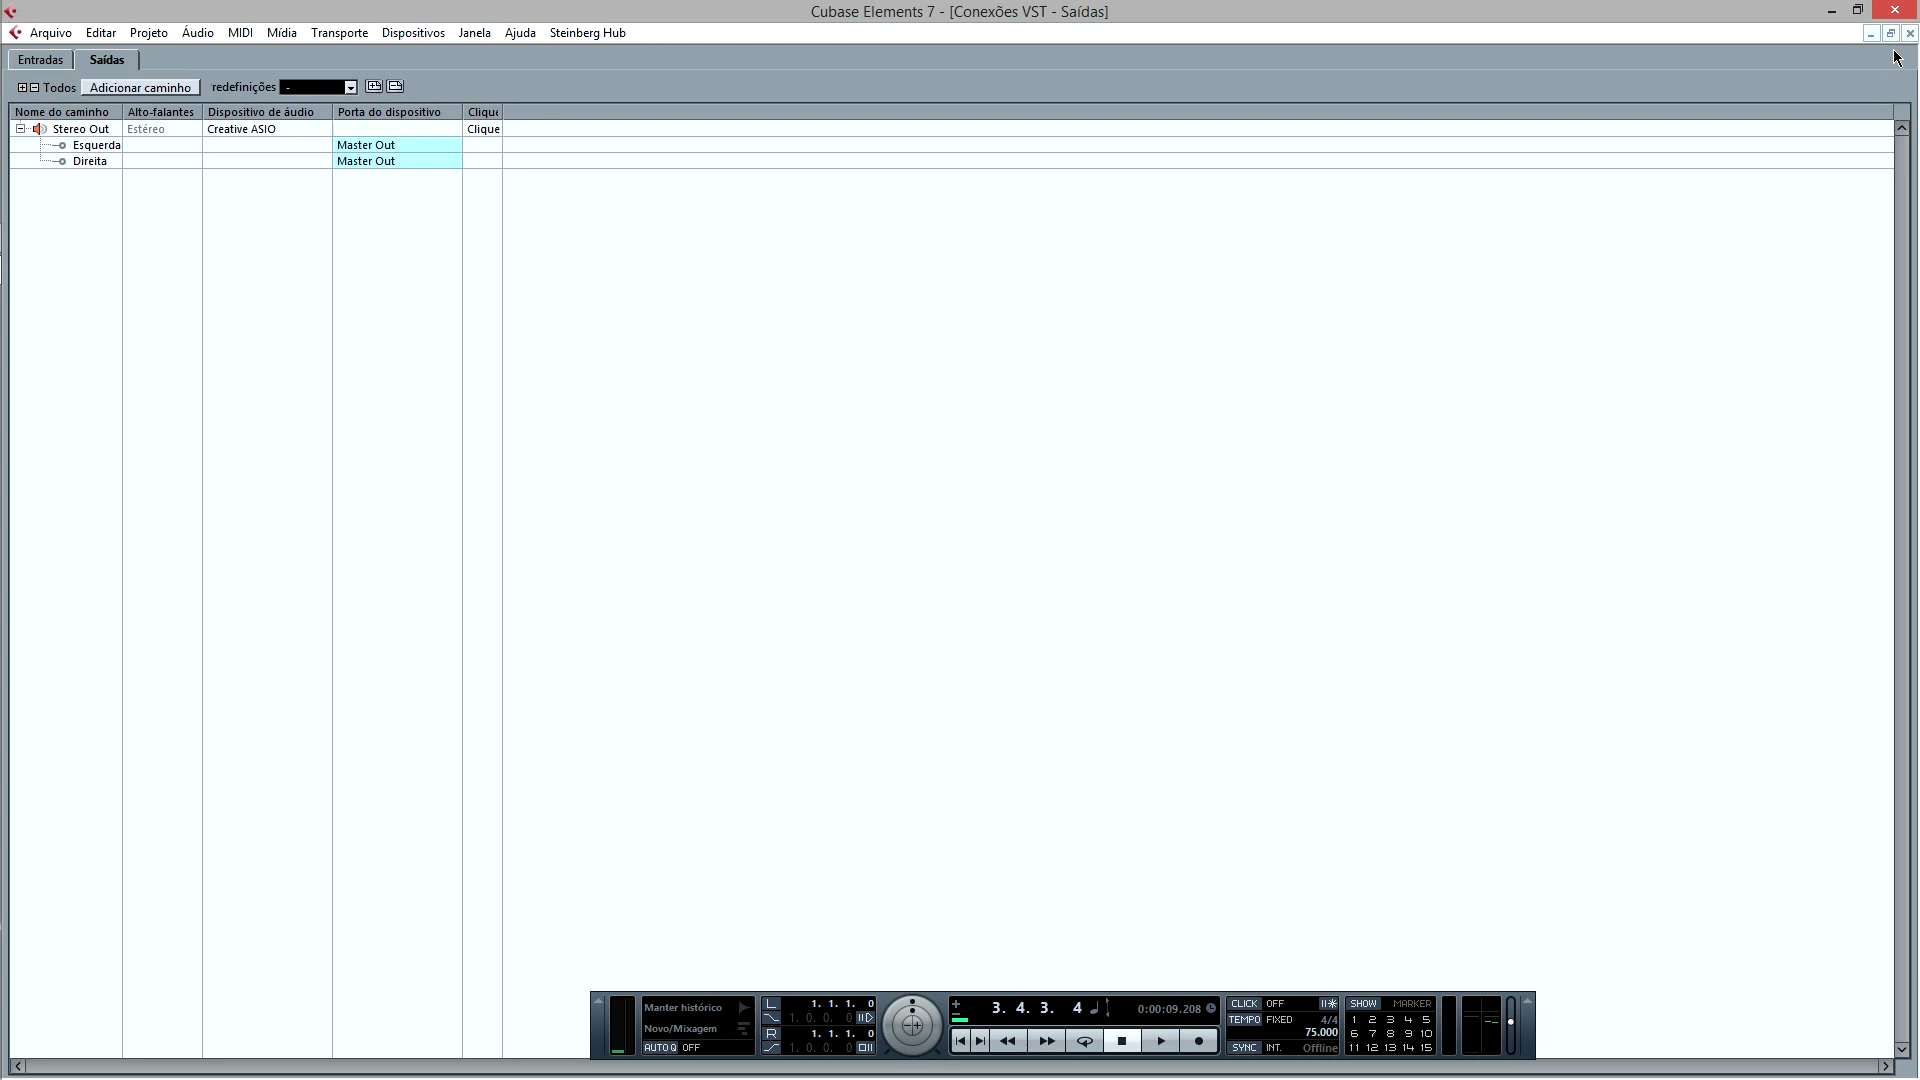 Cubase Elements 7 - [Conexões VST - Saídas]
Arquivo Editar Projeto Áudio MIDI Mídia Transporte Dispositivos Janela Ajuda Steinberg Hub
Entradas Saídas
Todos Adicionar caminho redefinições -
Nome do caminho Alto-falantes Dispositivo de áudio Porta do dispositivo Clique
Stereo Out Estéreo Creative ASIO Clique
Esquerda Master Out
Direita Master Out
Manter histórico
Novo/Mixagem
AUTO Q OFF
L 1. 1. 1. 0
1. 0. 0. 0
R 1. 1. 1. 0
1. 0. 0. 0
3. 4. 3. 4 0:00:09.208
CLICK OFF
TEMPO FIXED 4/4
75.000
SYNC INT. Offline
SHOW MARKER
1 2 3 4 5
6 7 8 9 10
11 12 13 14 15